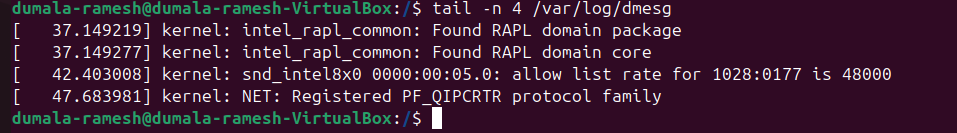 dumala-ramesh@dumala-ramesh-VirtualBox:/$ tail -n 4 /var/log/dmesg
[   37.149219] kernel: intel_rapl_common: Found RAPL domain package
[   37.149277] kernel: intel_rapl_common: Found RAPL domain core
[   42.403008] kernel: snd_intel8x0 0000:00:05.0: allow list rate for 1028:0177 is 48000
[   47.683981] kernel: NET: Registered PF_QIPCRTR protocol family
dumala-ramesh@dumala-ramesh-VirtualBox:/$